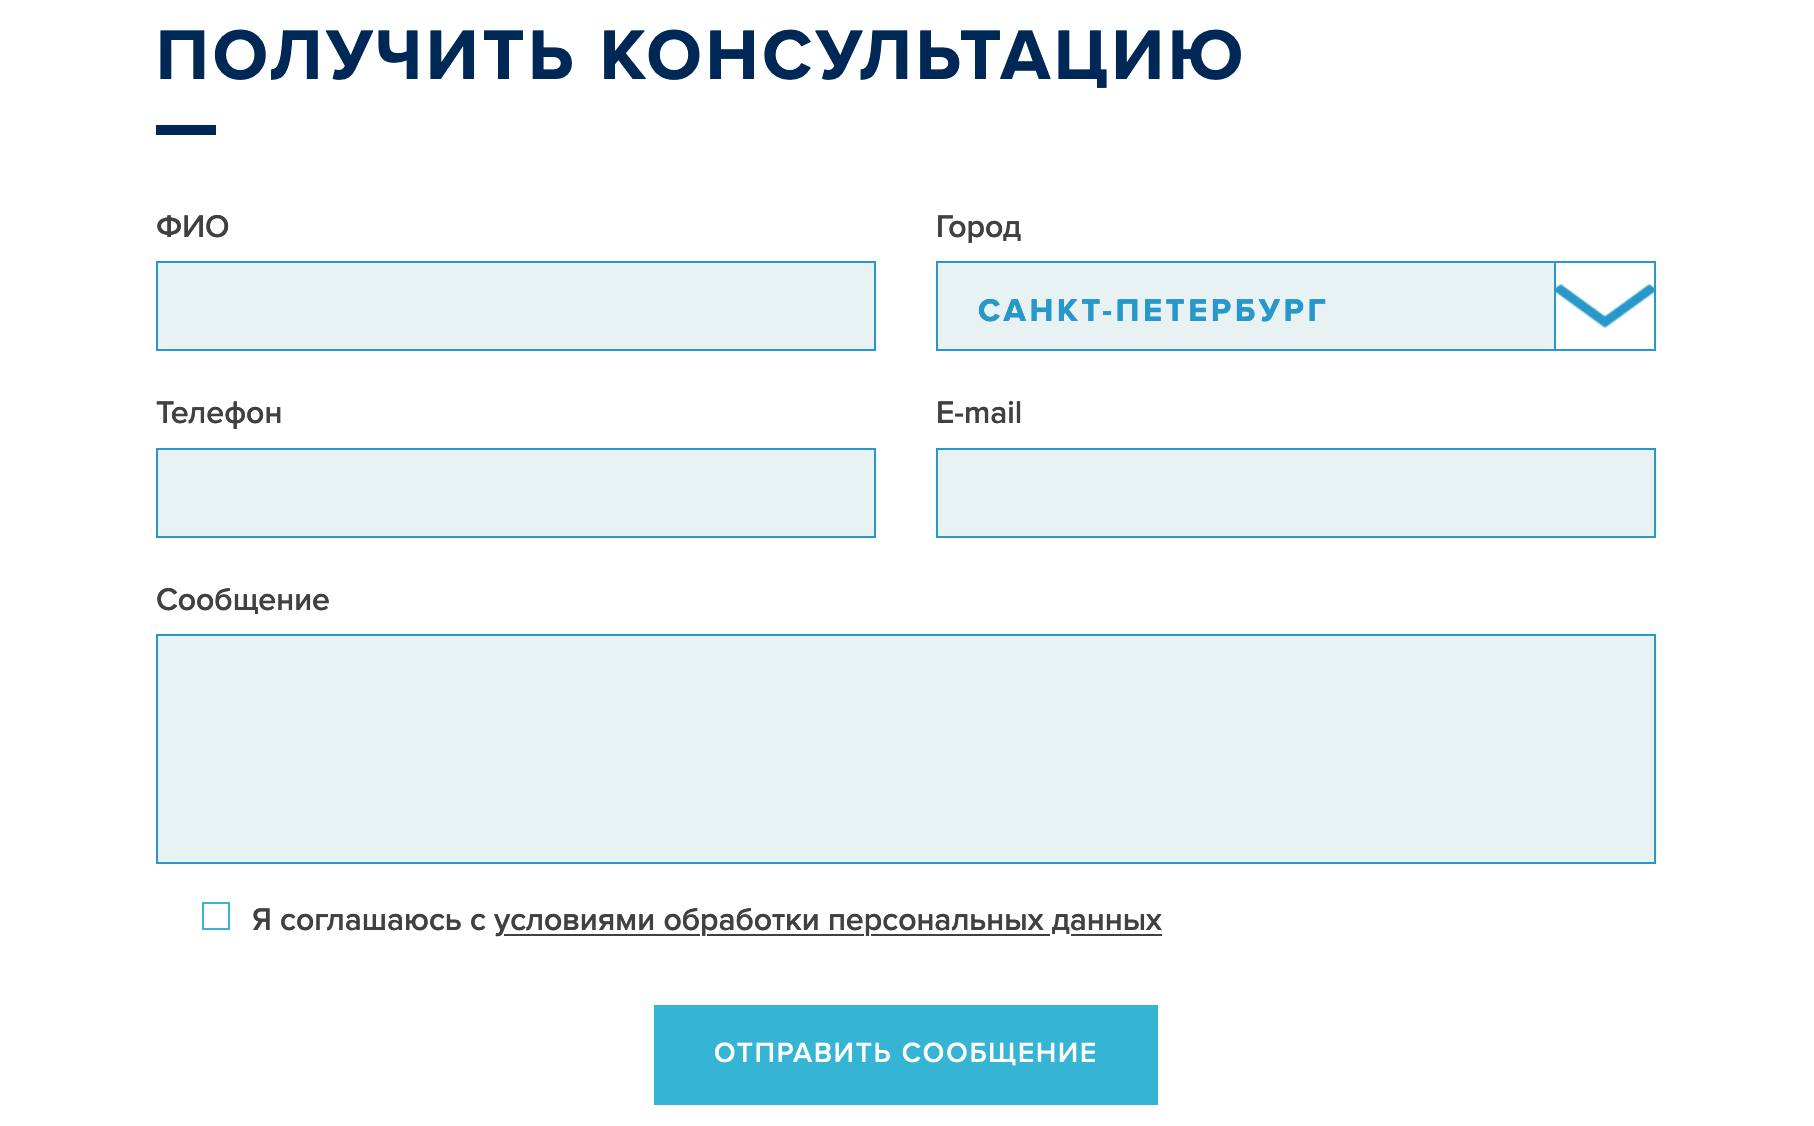 ПОЛУЧИТЬ КОНСУЛЬТАЦИЮ
ФИО
Город
САНКТ-ПЕТЕРБУРГ
Телефон
E-mail
Сообщение
Я соглашаюсь с условиями обработки персональных данных
ОТПРАВИТЬ СООБЩЕНИЕ